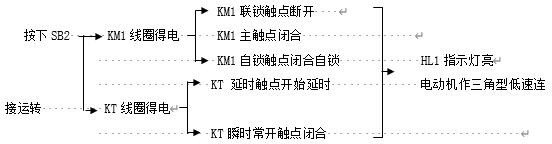 KM1 联锁触点断开
按下 SB2 KM1 线圈得电 KM1 主触点闭合
KM1 自锁触点闭合自锁 HL1 指示灯亮
KT 延时触点开始延时 电动机作三角型低速连
接运转 KT 线圈得电
KT 瞬时常开触点闭合